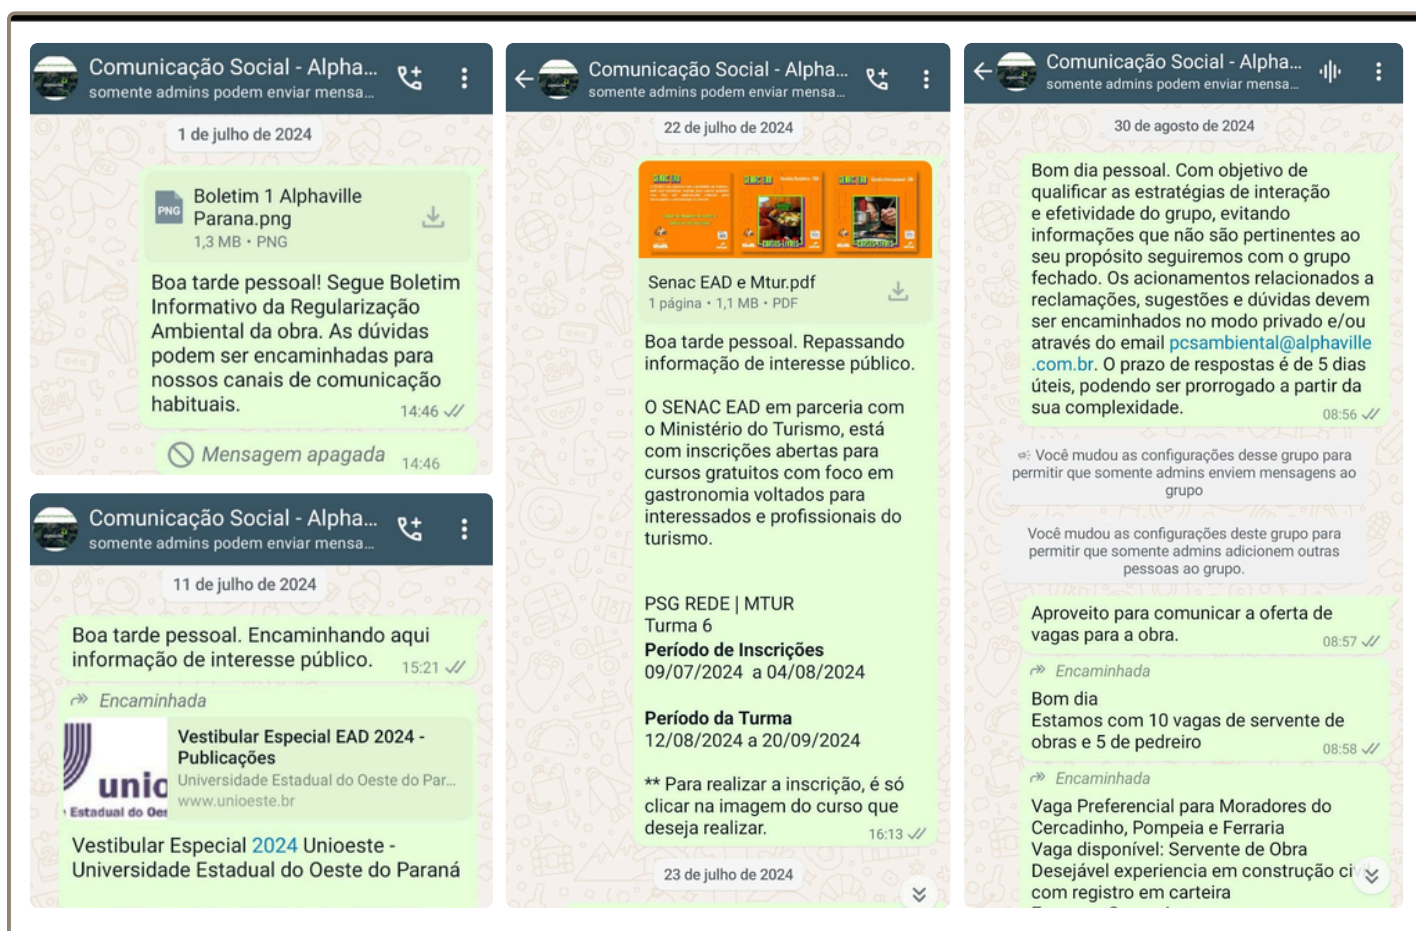 Comunicação Social - Alpha...
somente admins podem enviar mensa...
1 de julho de 2024
PNG
Boletim 1 Alphaville
Parana.png
1,3 MB • PNG
Boa tarde pessoal! Segue Boletim
Informativo da Regularização
Ambiental da obra. As dúvidas
podem ser encaminhadas para
nossos canais de comunicação
habituais.
14:46
Mensagem apagada
14:46
Comunicação Social - Alpha...
somente admins podem enviar mensa...
11 de julho de 2024
Boa tarde pessoal. Encaminhando aqui
informação de interesse público.
15:21
Encaminhada
Vestibular Especial EAD 2024 -
Publicações
Universidade Estadual do Oeste do Par...
www.unioeste.br
unio
Estadual do Oes
Vestibular Especial 2024 Unioeste -
Universidade Estadual do Oeste do Paraná
Comunicação Social - Alpha...
somente admins podem enviar mensa...
22 de julho de 2024
SENAC EAD
SENAC EAD
SENAC EAD
CURSOS LIVRES
CURSOS LIVRES
Senac EAD e Mtur.pdf
1 página • 1,1 MB • PDF
Boa tarde pessoal. Repassando
informação de interesse público.
O SENAC EAD em parceria com
o Ministério do Turismo, está
com inscrições abertas para
cursos gratuitos com foco em
gastronomia voltados para
interessados e profissionais do
turismo.
PSG REDE | MTUR
Turma 6
Período de Inscrições
09/07/2024 a 04/08/2024
Período da Turma
12/08/2024 a 20/09/2024
** Para realizar a inscrição, é só
clicar na imagem do curso que
deseja realizar.
16:13
23 de julho de 2024
Comunicação Social - Alpha...
somente admins podem enviar mensa...
30 de agosto de 2024
Bom dia pessoal. Com objetivo de
qualificar as estratégias de interação
e efetividade do grupo, evitando
informações que não são pertinentes ao
seu propósito seguiremos com o grupo
fechado. Os acionamentos relacionados a
reclamações, sugestões e dúvidas devem
ser encaminhados no modo privado e/ou
através do email pcsambiental@alphaville
.com.br. O prazo de respostas é de 5 dias
úteis, podendo ser prorrogado a partir da
sua complexidade.
08:56
Você mudou as configurações desse grupo para
permitir que somente admins enviem mensagens ao
grupo
Você mudou as configurações deste grupo para
permitir que somente admins adicionem outras
pessoas ao grupo.
Aproveito para comunicar a oferta de
vagas para a obra.
08:57
Encaminhada
Bom dia
Estamos com 10 vagas de servente de
obras e 5 de pedreiro
08:58
Encaminhada
Vaga Preferencial para Moradores do
Cercadinho, Pompeia e Ferraria
Vaga disponível: Servente de Obra
Desejável experiencia em construção civ
com registro em carteira